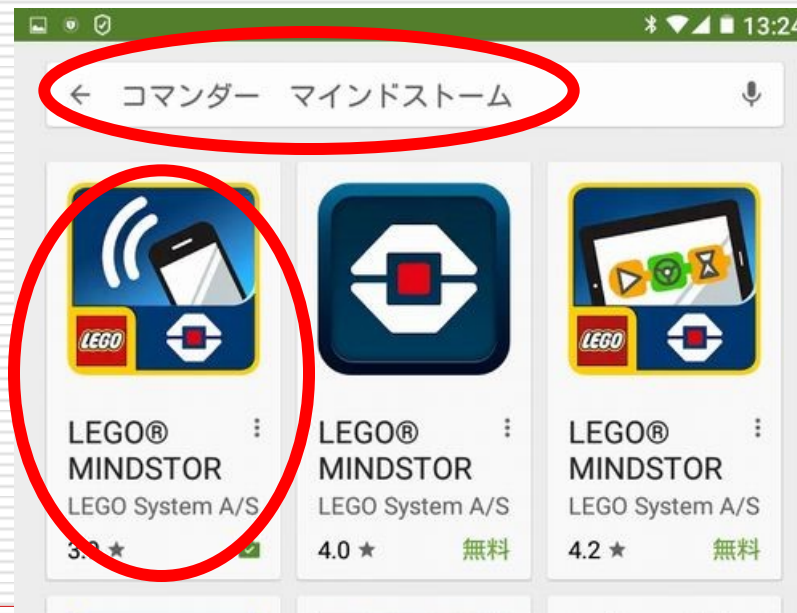 13:24
コマンダー　マインドストーム
LEGO
LEGO
LEGO®
MINDSTOR
LEGO System A/S
LEGO®
MINDSTOR
LEGO System A/S
4.0 ★ 無料
LEGO®
MINDSTOR
LEGO System A/S
4.2 ★ 無料